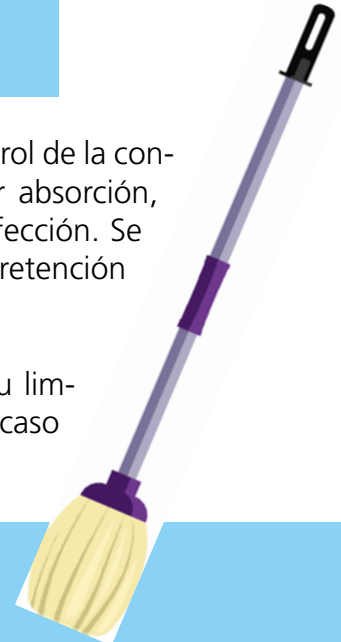 rol de la con-
r absorción,
fección. Se
retención
u lim-
caso